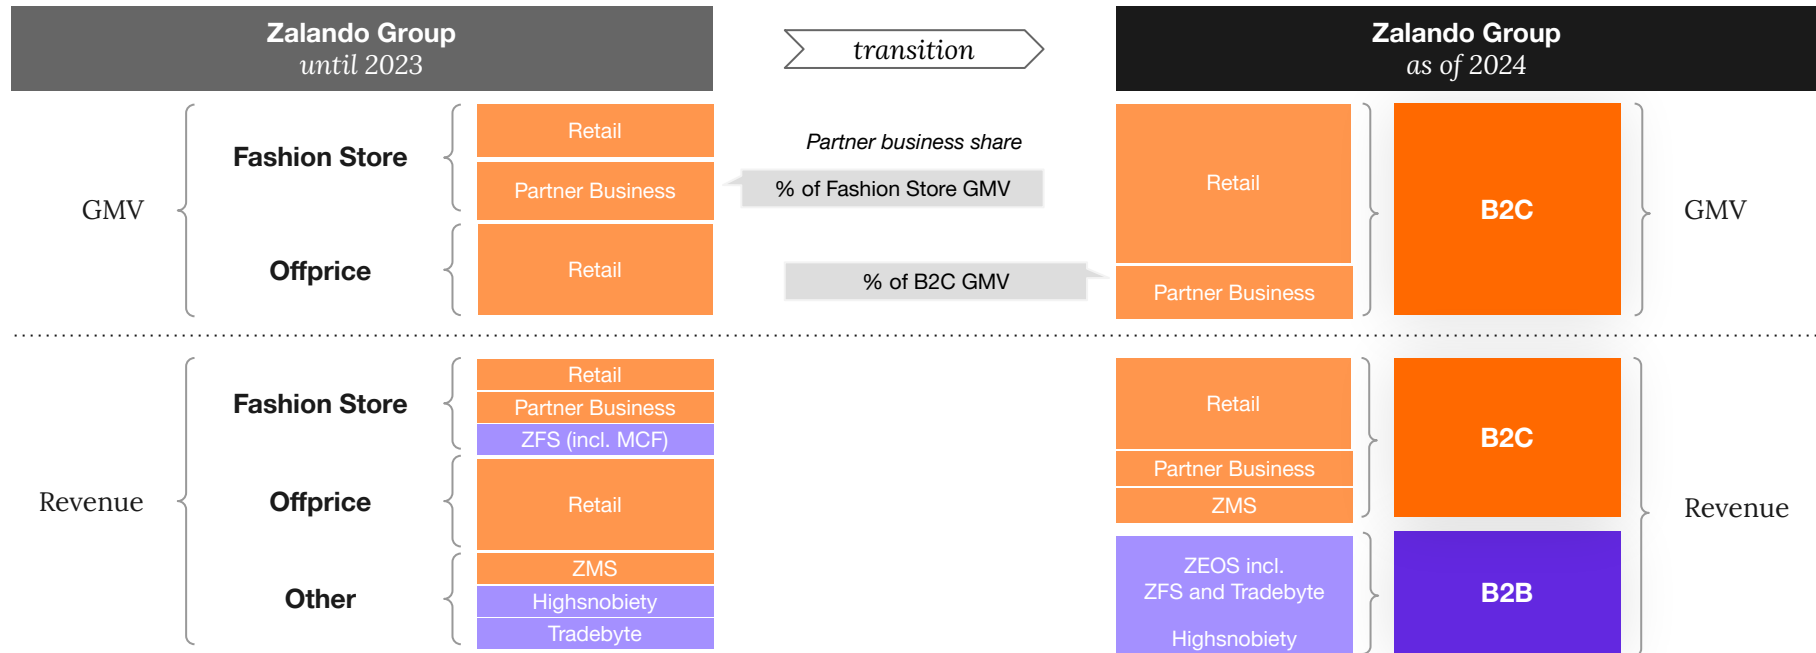 Zalando Group
until 2023
transition
Zalando Group
as of 2024
GMV
Fashion Store
Retail
Partner Business
Offprice
Retail
Partner business share
% of Fashion Store GMV
% of B2C GMV
Retail
Partner Business
B2C
GMV
Revenue
Fashion Store
Retail
Partner Business
ZFS (incl. MCF)
Offprice
Retail
Other
ZMS
Highsnobiety
Tradebyte
Retail
Partner Business
ZMS
B2C
ZEOS incl.
ZFS and Tradebyte
Highsnobiety
B2B
Revenue